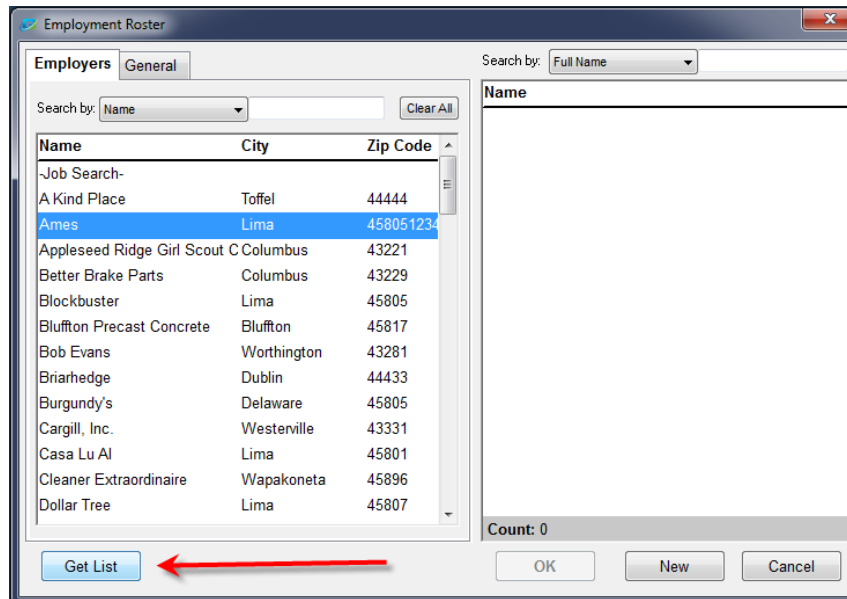 Employment Roster
Employers General
Search by: Name Clear All
Name City Zip Code
-Job Search-
A Kind Place Toffel 44444
Ames Lima 458051234
Appleseed Ridge Girl Scout C Columbus 43221
Better Brake Parts Columbus 43229
Blockbuster Lima 45805
Bluffton Precast Concrete Bluffton 45817
Bob Evans Worthington 43281
Briarhedge Dublin 44433
Burgundy's Delaware 45805
Cargill, Inc. Westerville 43331
Casa Lu Al Lima 45801
Cleaner Extraordinaire Wapakoneta 45896
Dollar Tree Lima 45807
Get List
Search by: Full Name
Name
Count: 0
OK New Cancel